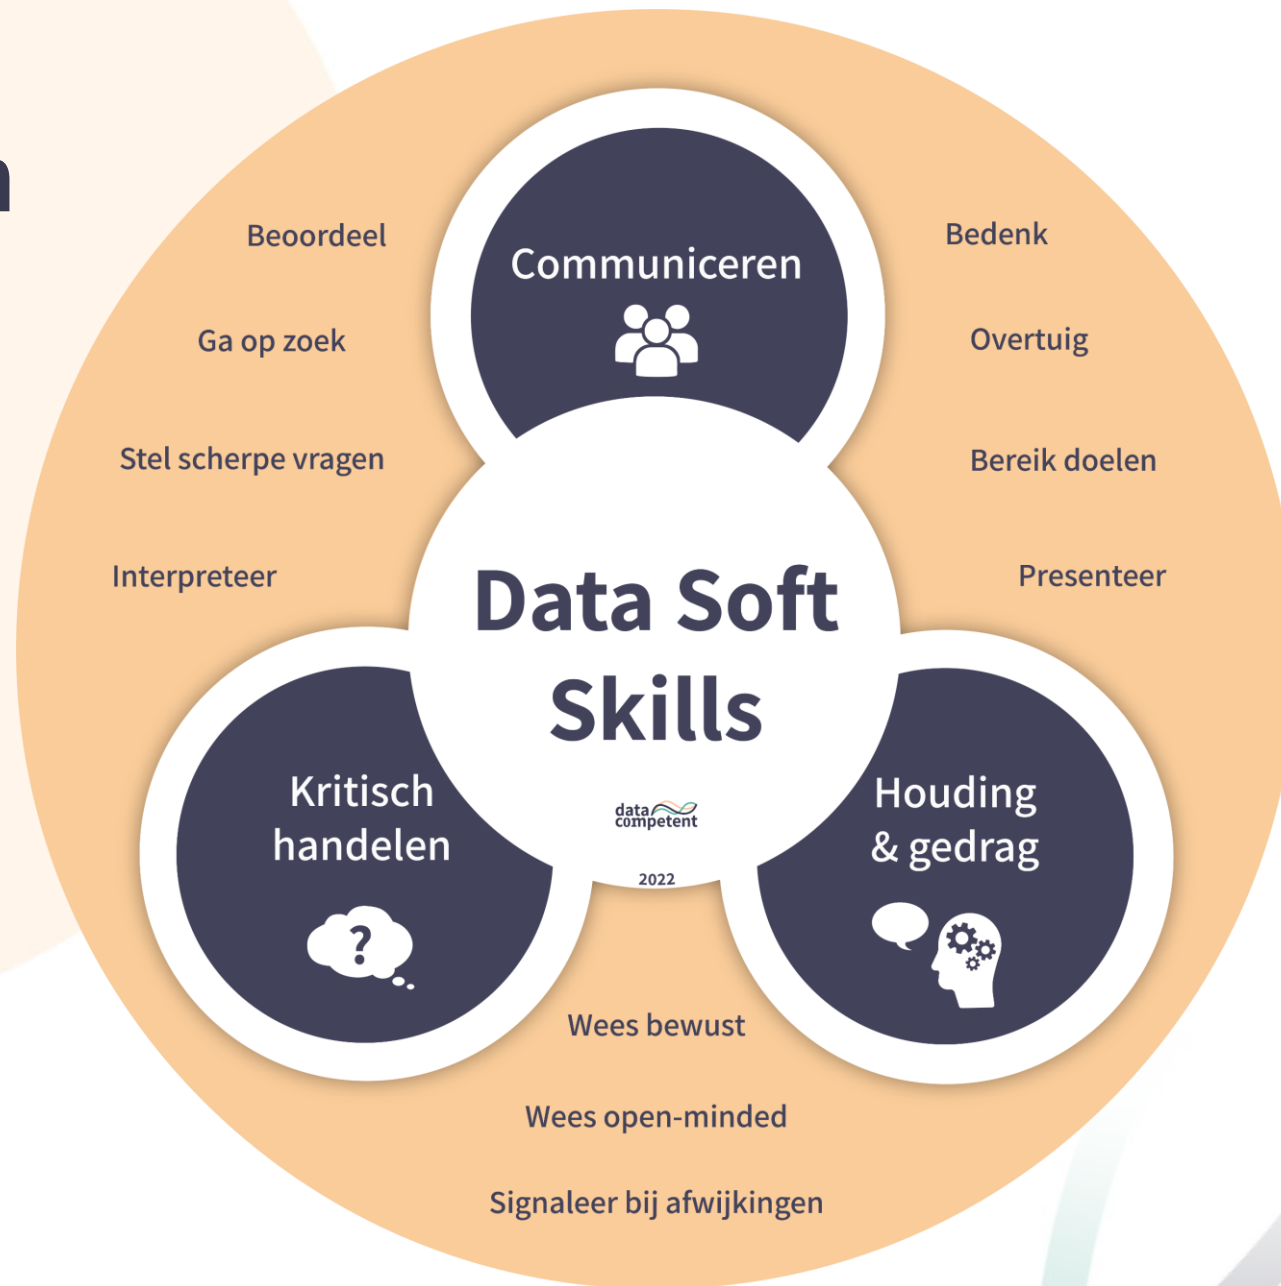 n
Communiceren
Beoordeel
Ga op zoek
Stel scherpe vragen
Interpreteer
Bedenk
Overtuig
Bereik doelen
Presenteer
Data Soft
Skills
data
competent
2022
Kritisch
handelen
?
Houding
& gedrag
Wees bewust
Wees open-minded
Signaleer bij afwijkingen